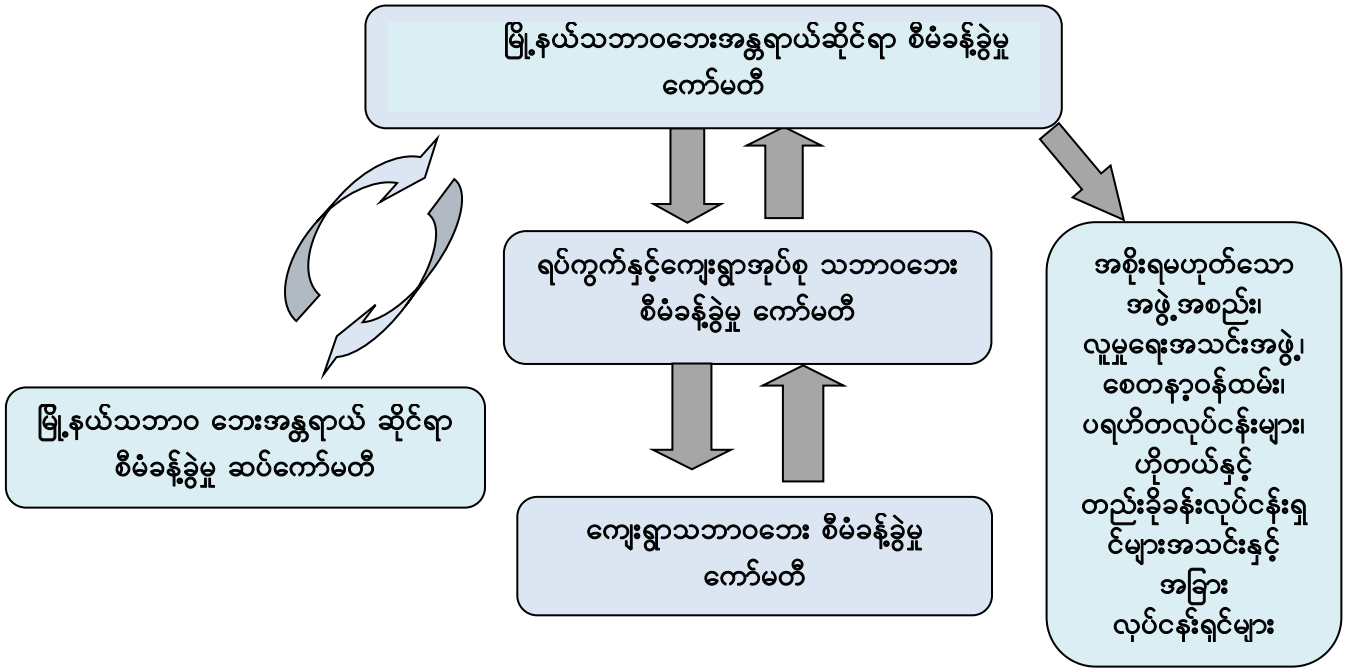 မြို့နယ်သဘာဝဘေးအန္တရာယ်ဆိုင်ရာ စီမံခန့်ခွဲမှု
ကော်မတီ
ရပ်ကွက်နှင့်ကျေးရွာအုပ်စု သဘာဝဘေး
စီမံခန့်ခွဲမှု ကော်မတီ
မြို့နယ်သဘာဝ ဘေးအန္တရာယ် ဆိုင်ရာ
စီမံခန့်ခွဲမှု ဆပ်ကော်မတီ
ကျေးရွာသဘာဝဘေး စီမံခန့်ခွဲမှု
ကော်မတီ
အစိုးရမဟုတ်သော
အဖွဲ့အစည်း၊
လူမှုရေးအသင်းအဖွဲ့၊
စေတနာ့ဝန်ထမ်း၊
ပရဟိတလုပ်ငန်းများ၊
ဟိုတယ်နှင့်
တည်းခိုခန်းလုပ်ငန်းရှ
င်များအသင်းနှင့်
အခြား
လုပ်ငန်းရှင်များ